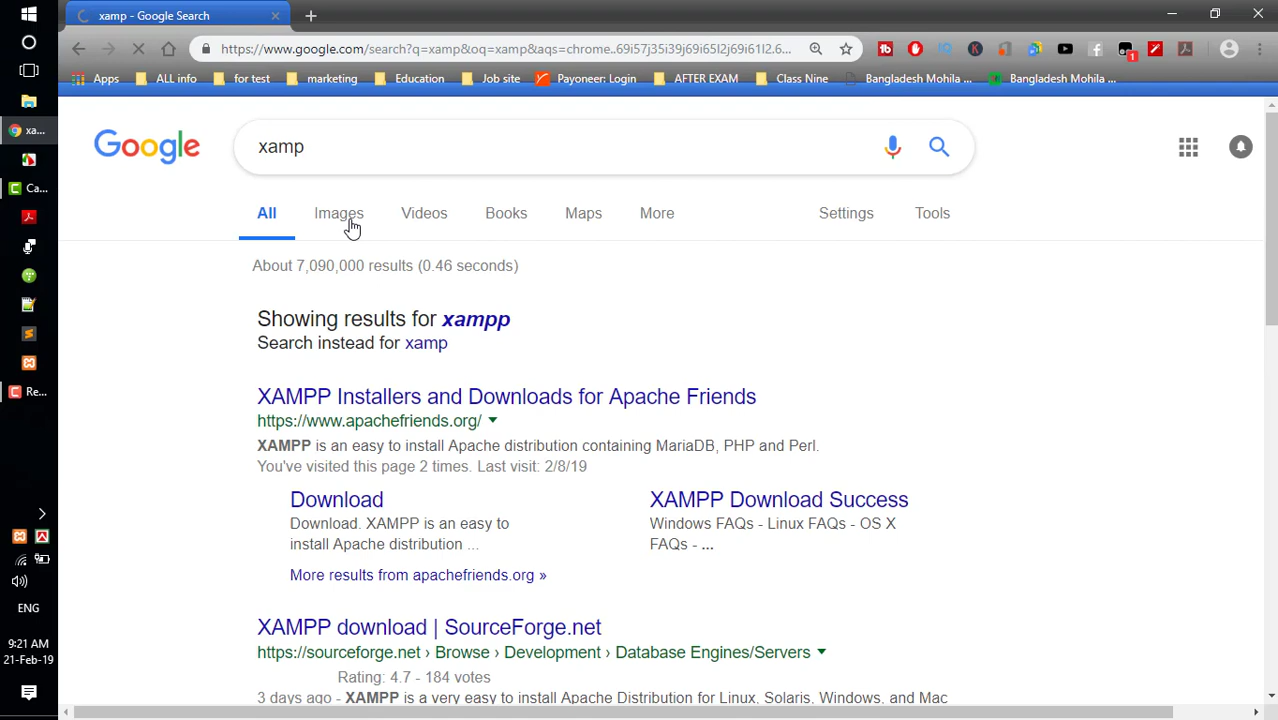 xamp - Google Search
https://www.google.com/search?q=xamp&oq=xamp&aqs=chrome..69i57j35i39j69i65l2j69i61l2.6...
1
Apps
ALL info
for test
marketing
Education
Job site
Payoneer: Login
AFTER EXAM
Class Nine
Bangladesh Mohila ...
Bangladesh Mohila ...
xa...
Ca...
Re...
ENG
9:21 AM
21-Feb-19
Google
xamp
All
Images
Videos
Books
Maps
More
Settings
Tools
About 7,090,000 results (0.46 seconds)
Showing results for xampp
Search instead for xamp
XAMPP Installers and Downloads for Apache Friends
https://www.apachefriends.org/
XAMPP is an easy to install Apache distribution containing MariaDB, PHP and Perl.
You've visited this page 2 times. Last visit: 2/8/19
Download
Download. XAMPP is an easy to
install Apache distribution ...
XAMPP Download Success
Windows FAQs - Linux FAQs - OS X
FAQs - ...
More results from apachefriends.org »
XAMPP download | SourceForge.net
https://sourceforge.net › Browse › Development › Database Engines/Servers
Rating: 4.7 - 184 votes
3 days ago - XAMPP is a very easy to install Apache Distribution for Linux, Solaris, Windows, and Mac